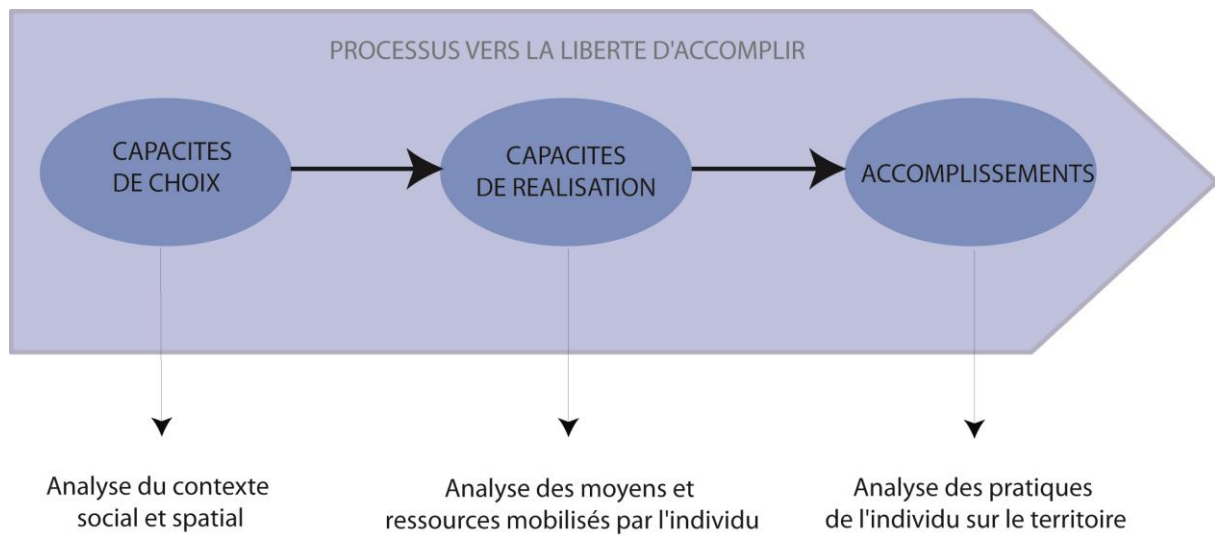 PROCESSUS VERS LA LIBERTE D'ACCOMPLIR
CAPACITES
DE CHOIX
CAPACITES
DE REALISATION
ACCOMPLISSEMENTS
Analyse du contexte
social et spatial
Analyse des moyens et
ressources mobilisés par l'individu
Analyse des pratiques
de l'individu sur le territoire